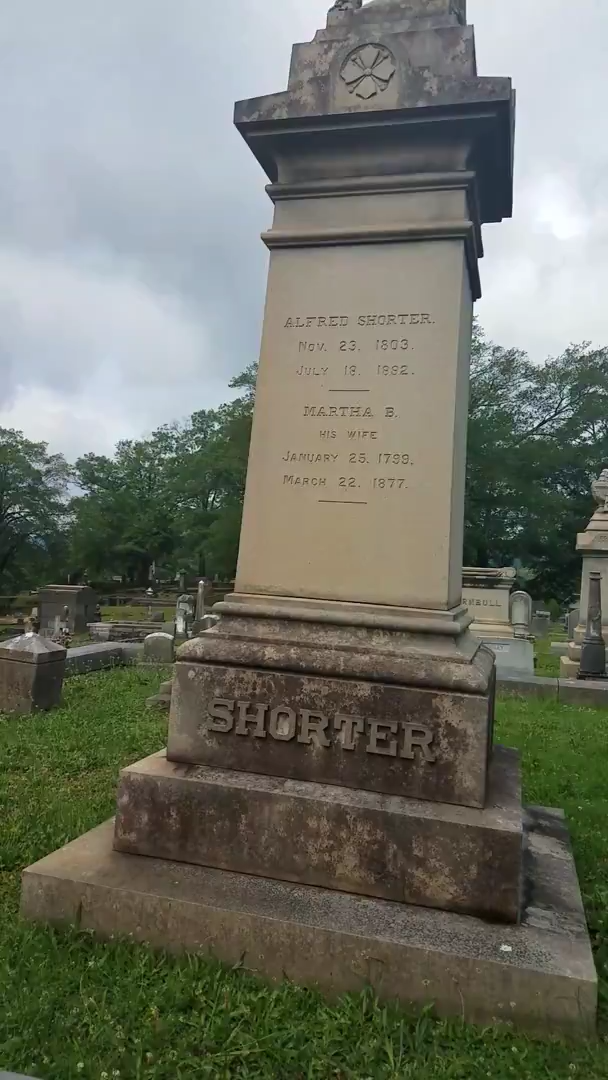 ALFRED SHORTER.
NOV. 23. 1803.
JULY 18. 1882.
MARTHA B.
HIS WIFE
JANUARY 25. 1799.
MARCH 22. 1877.
SHORTER